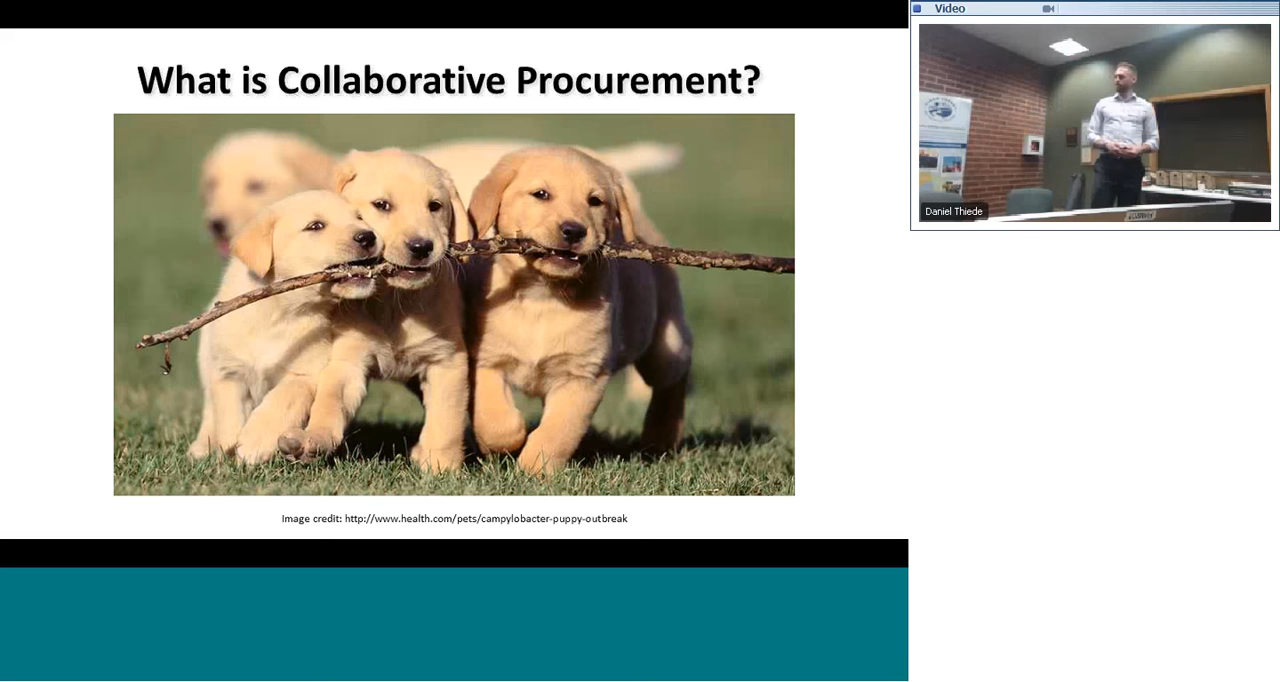 What is Collaborative Procurement?
Image credit: http://www.health.com/pets/campylobacter-puppy-outbreak
Video
Daniel Thiede